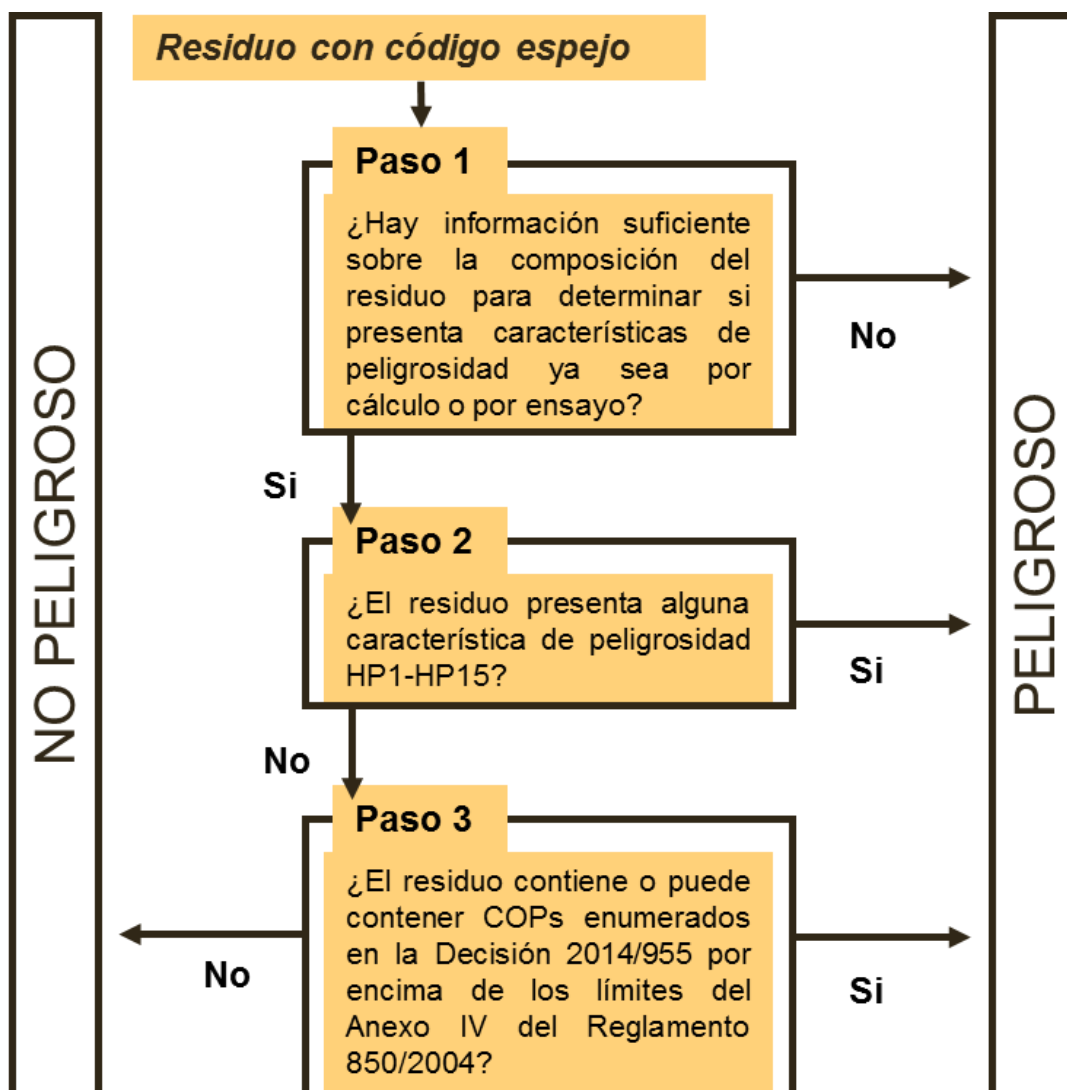 Residuo con código espejo
Paso 1
¿Hay información suficiente
sobre la composición del
residuo para determinar si
presenta características de
peligrosidad ya sea por
cálculo o por ensayo?
No
Si
Paso 2
¿El residuo presenta alguna
característica de peligrosidad
HP1-HP15?
Si
No
Paso 3
¿El residuo contiene o puede
contener COPs enumerados
en la Decisión 2014/955 por
encima de los límites del
Anexo IV del Reglamento
850/2004?
No
Si
NO PELIGROSO
PELIGROSO